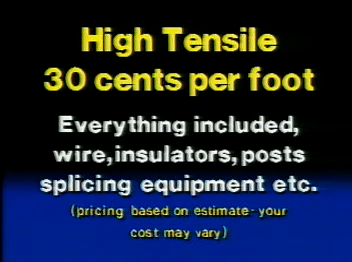 High Tensile
30 cents per foot
Everything included,
wire,insulators, posts
splicing equipment etc.
(pricing based on estimate- your
cost may vary)